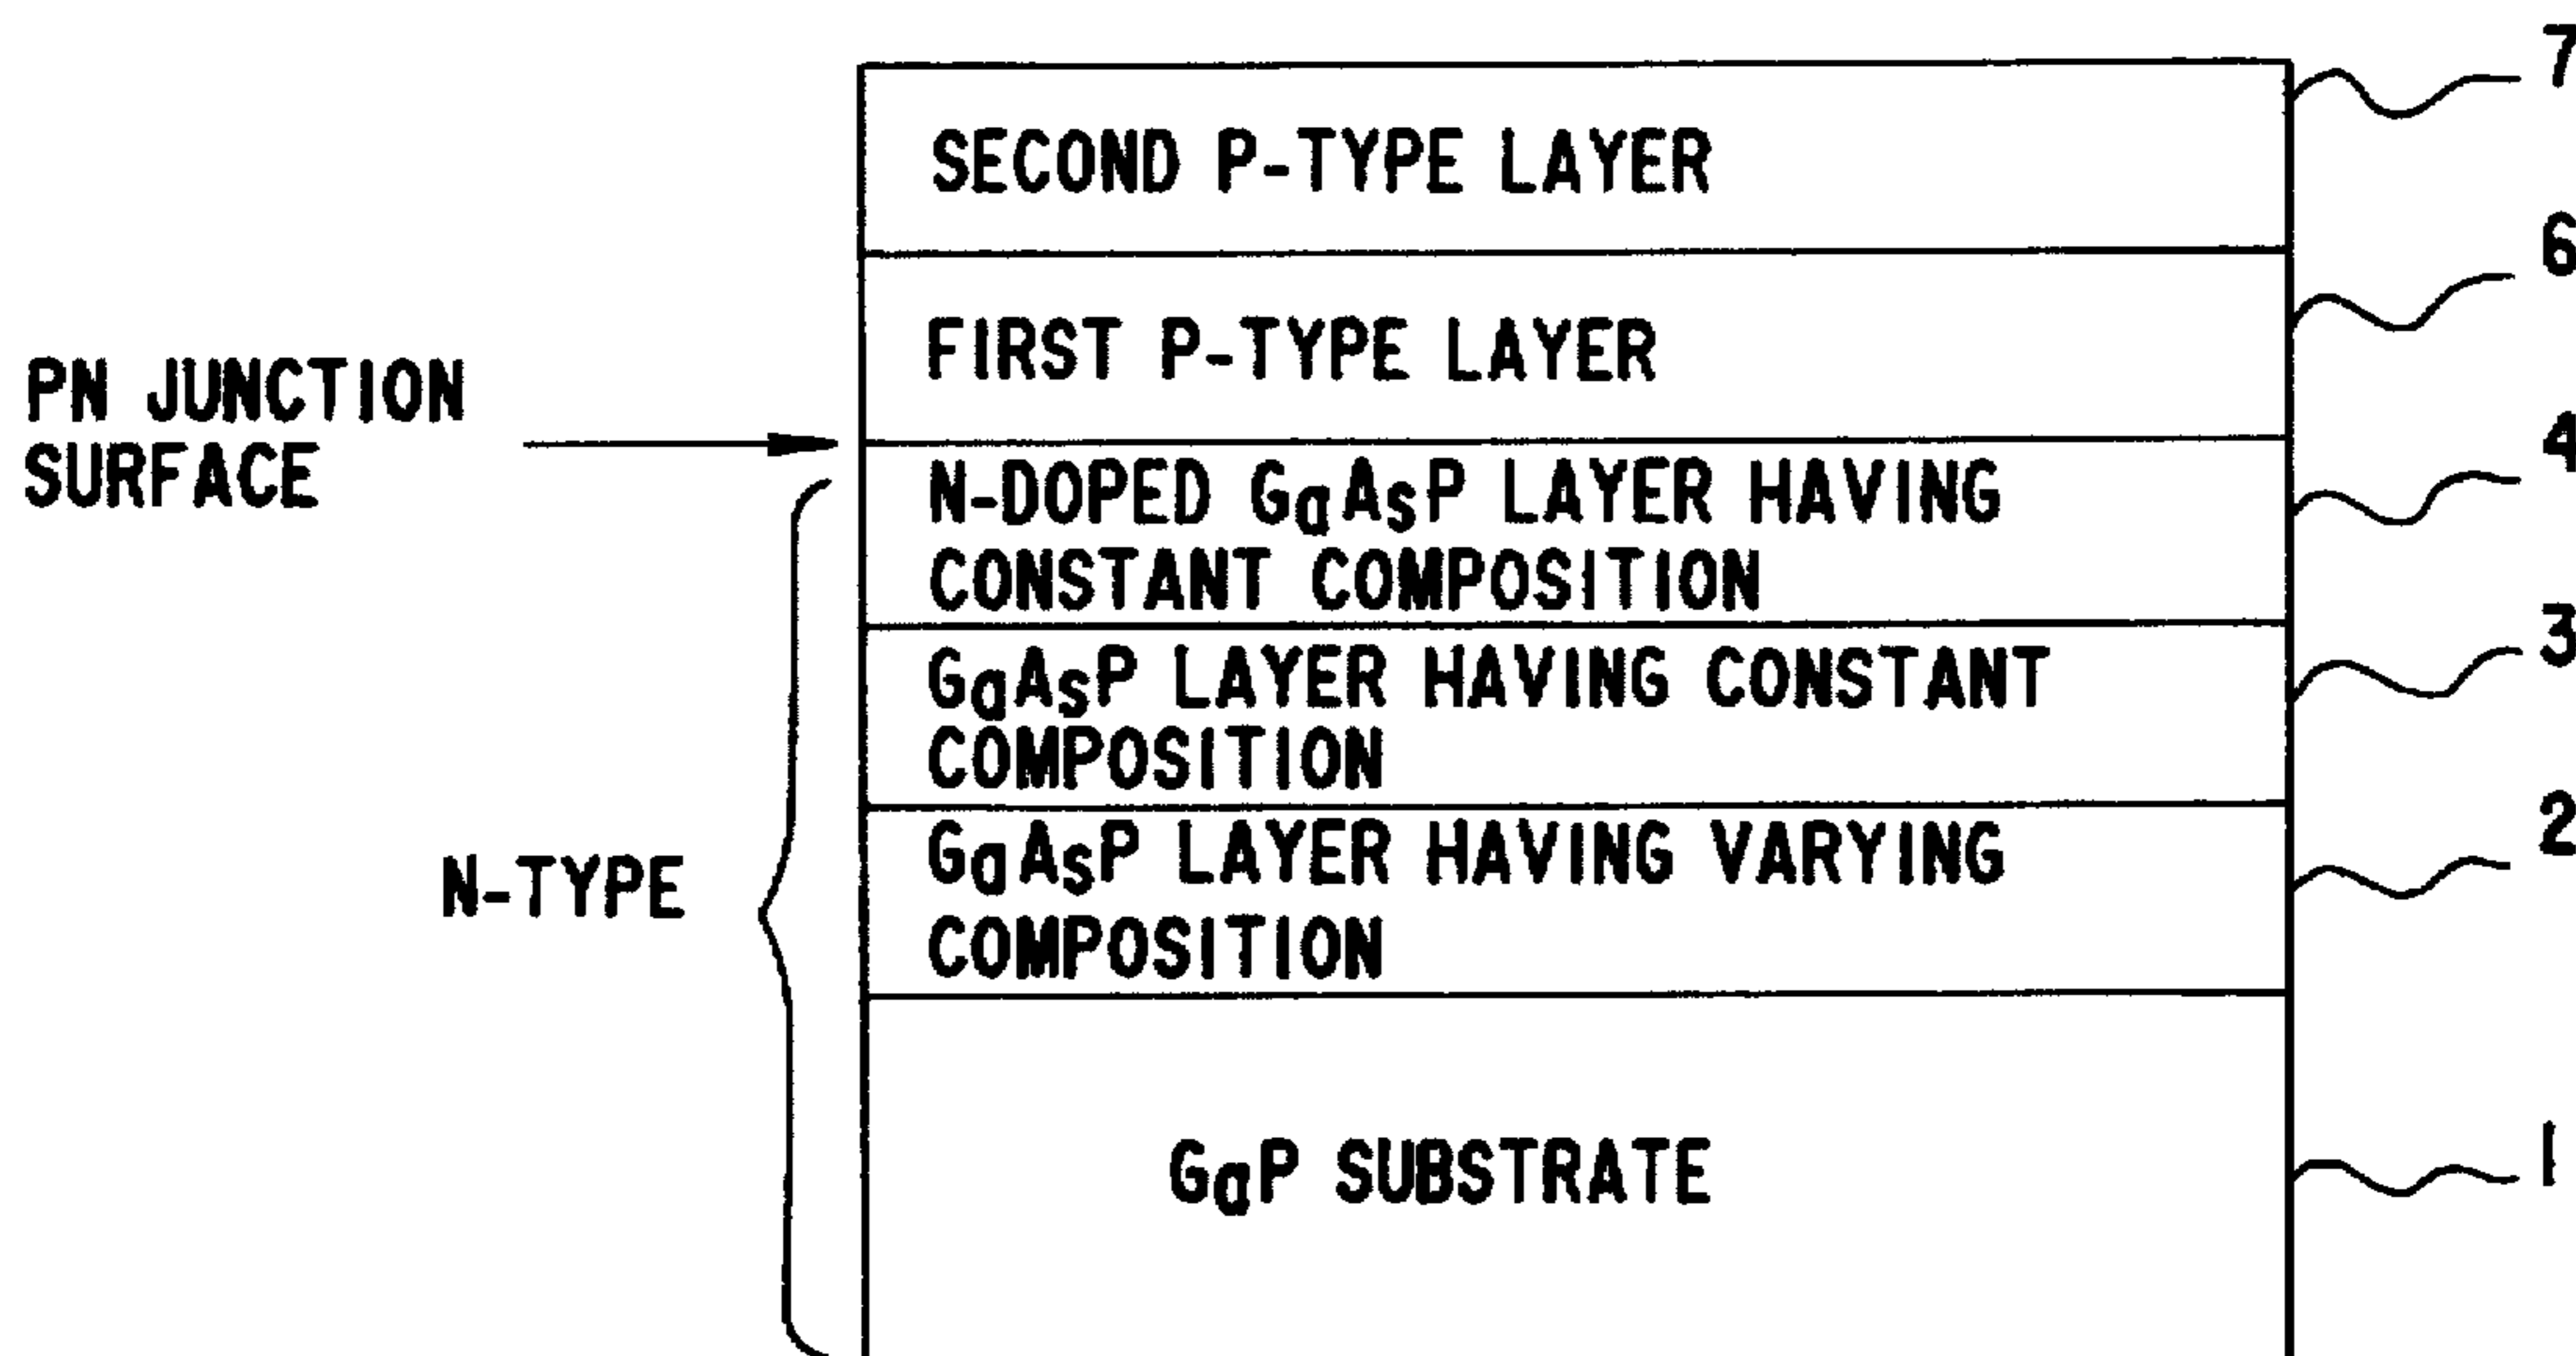 7
SECOND P-TYPE LAYER
6
FIRST P-TYPE LAYER
PN JUNCTION
SURFACE
4
N-DOPED GaAsP LAYER HAVING
CONSTANT COMPOSITION
3
GaAsP LAYER HAVING CONSTANT
COMPOSITION
2
GaAsP LAYER HAVING VARYING
COMPOSITION
N-TYPE
1
GaP SUBSTRATE